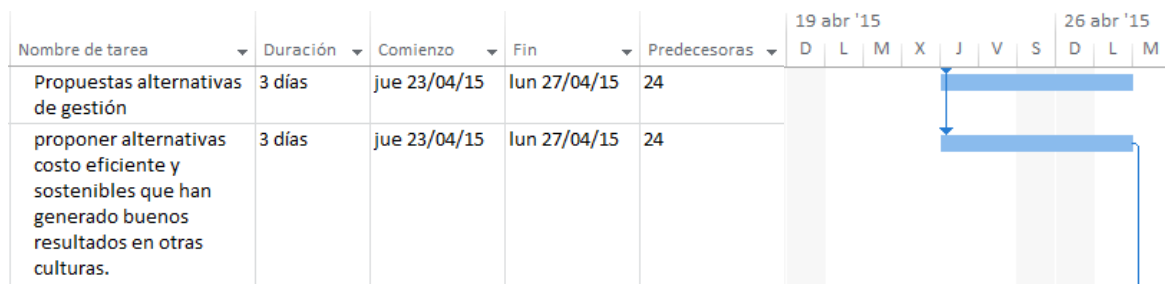 19 abr '15 26 abr '15
Nombre de tarea Duración Comienzo Fin Predecesoras D L M X J V S D L M
Propuestas alternativas 3 días jue 23/04/15 lun 27/04/15 24
de gestión
proponer alternativas 3 días jue 23/04/15 lun 27/04/15 24
costo eficiente y
sostenibles que han
generado buenos
resultados en otras
culturas.